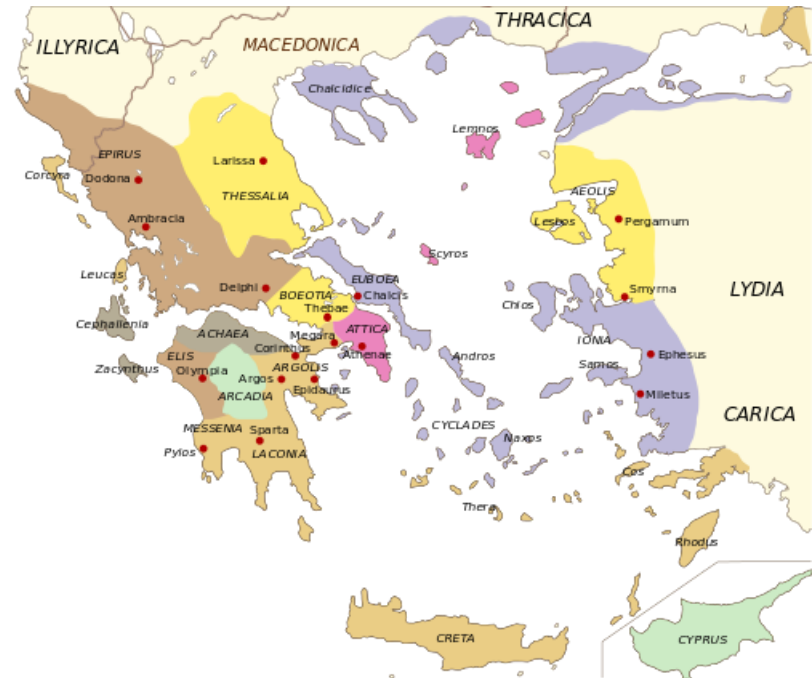 THRACICA
ILLYRICA
MACEDONICA
Chalcidice
Lemnos
EPIRUS
Larissa
Corcyra
Dodona
THESSALIA
AEOLIS
Ambracia
Lesbos
Pergamum
Scyros
Leucas
Delphi
EUBOEA
BOEOTIA
Chalcis
Smyrna
LYDIA
Chios
Thebae
Cephallenia
ACHAEA
Megara
ATTICA
IONIA
Corinthus
Athenae
ELIS
Andros
Ephesus
Zacynthus
Olympia
ARGOLIS
Samos
Argos
Epidaurus
ARCADIA
Miletus
CARICA
MESSENIA
Sparta
CYCLADES
Naxos
Pylos
LACONIA
Cos
Thera
Rhodus
CRETA
CYPRUS